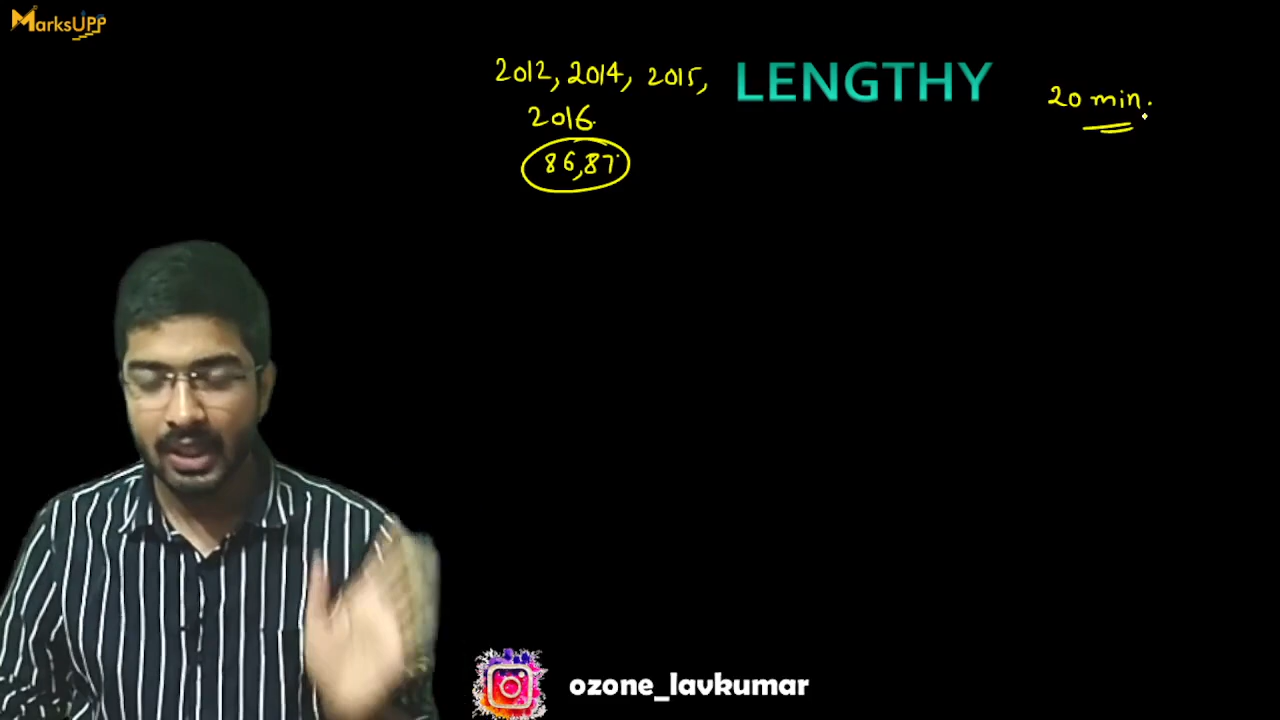 MarksUPP
2012, 2014, 2015, LENGTHY
20 min.
2016.
86,87
ozone_lavkumar